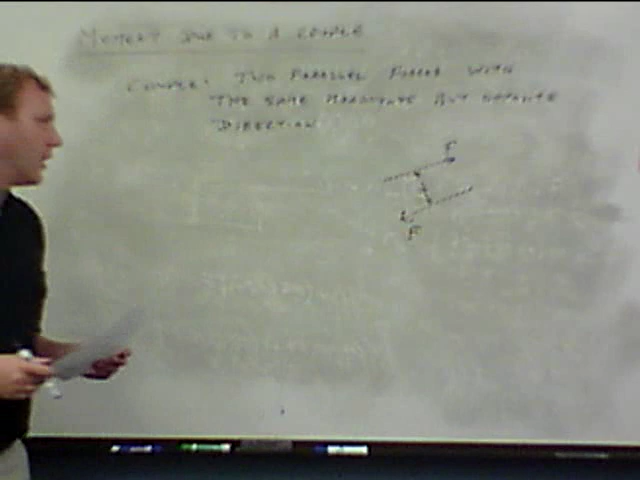 MOMENT DUE TO A COUPLE
COUPLE: TWO PARALLEL FORCES WITH
THE SAME MAGNITUDE BUT OPPOSITE
DIRECTION
F
F